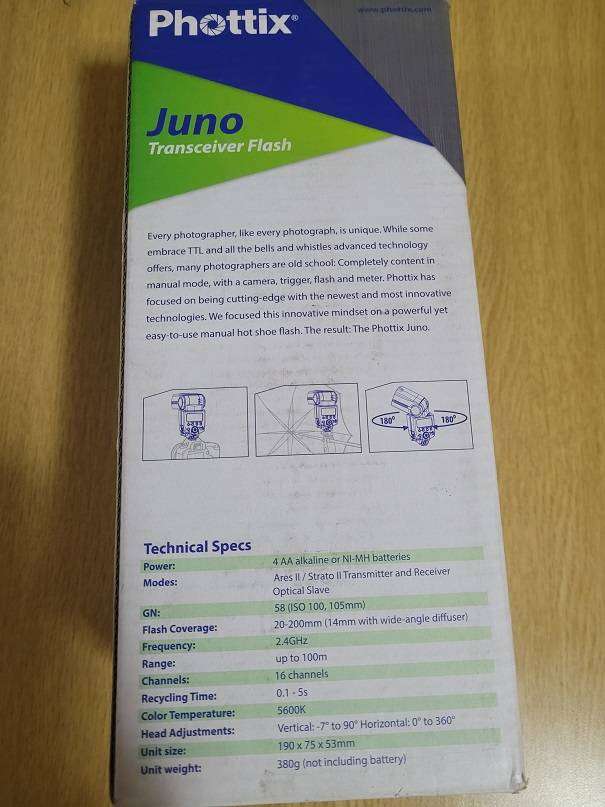 Phottix®
www.phottix.com
Juno
Transceiver Flash
Every photographer, like every photograph, is unique. While some
embrace TTL and all the bells and whistles advanced technology
offers, many photographers are old school: Completely content in
manual mode, with a camera, trigger, flash and meter. Phottix has
focused on being cutting-edge with the newest and most innovative
technologies. We focused this innovative mindset on a powerful yet
easy-to-use manual hot shoe flash. The result: The Phottix Juno.
180° 180°
Technical Specs
Power: 4 AA alkaline or NI-MH batteries
Modes: Ares II / Strato II Transmitter and Receiver
Optical Slave
GN: 58 (ISO 100, 105mm)
Flash Coverage: 20-200mm (14mm with wide-angle diffuser)
Frequency: 2.4GHz
Range: up to 100m
Channels: 16 channels
Recycling Time: 0.1 - 5s
Color Temperature: 5600K
Head Adjustments: Vertical: -7° to 90° Horizontal: 0° to 360°
Unit size: 190 x 75 x 53mm
Unit weight: 380g (not including battery)